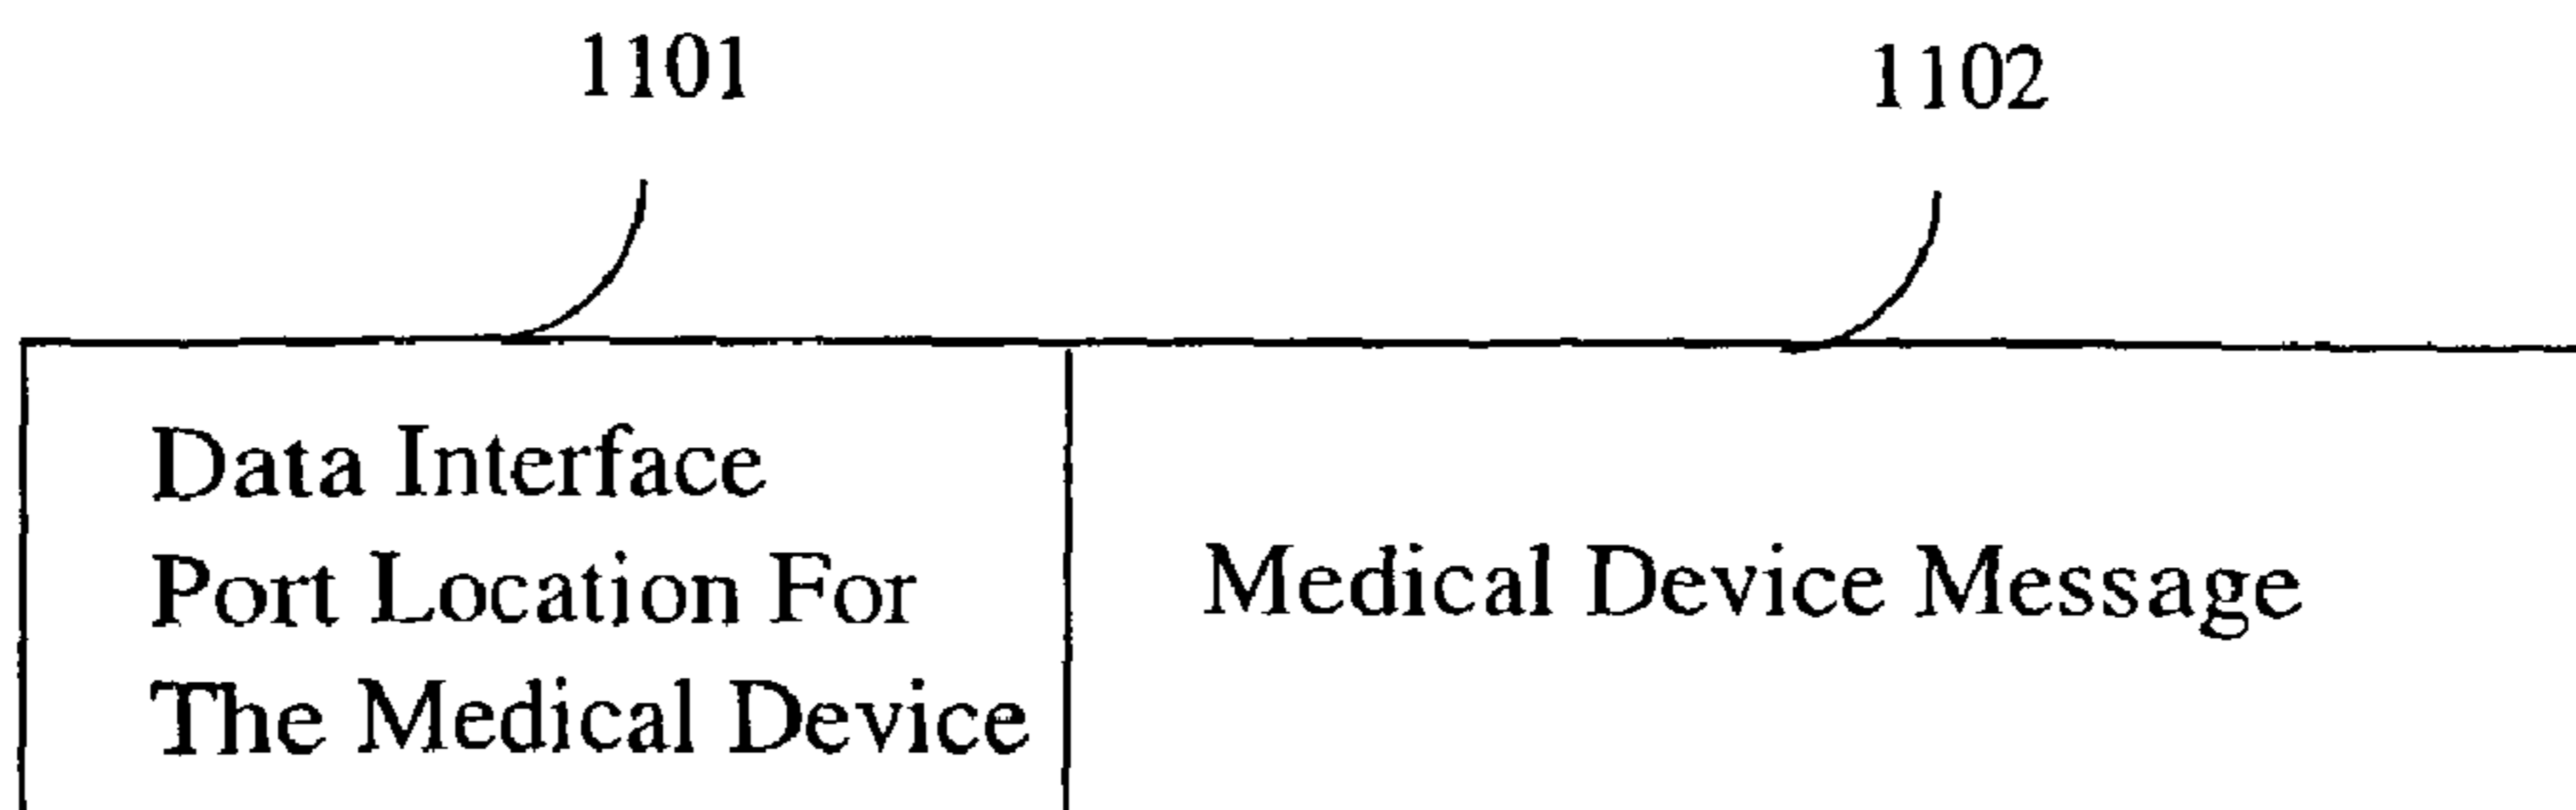 1101
1102
Data Interface
Port Location For
The Medical Device
Medical Device Message